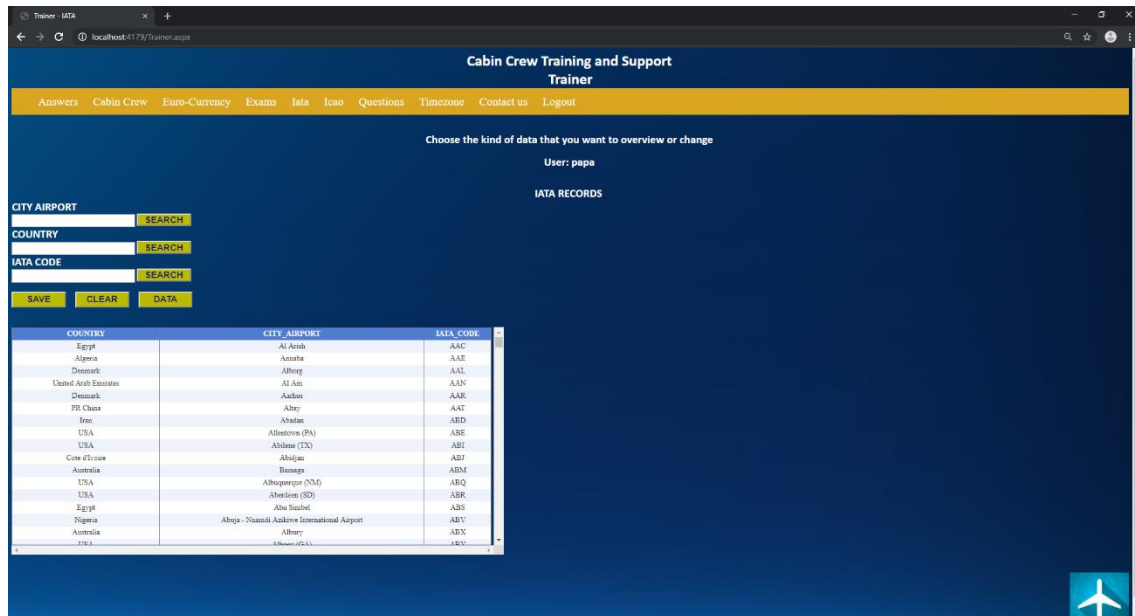 Trainer - IATA
localhost:4179/Trainer.aspx
Cabin Crew Training and Support
Trainer
Answers Cabin Crew Euro-Currency Exams Iata Icao Questions Timezone Contact us Logout
Choose the kind of data that you want to overview or change
User: papa
IATA RECORDS
CITY AIRPORT
SEARCH
COUNTRY
SEARCH
IATA CODE
SEARCH
SAVE CLEAR DATA
COUNTRY CITY_AIRPORT IATA_CODE
Egypt Al Arish AAC
Algeria Annaba AAE
Denmark Alborg AAL
United Arab Emirates Al Ain AAN
Denmark Aarhus AAR
PR China Altay AAT
Iran Abadan ABD
USA Allentown (PA) ABE
USA Abilene (TX) ABI
Cote d'Ivoire Abidjan ABJ
Australia Bamaga ABM
USA Albuquerque (NM) ABQ
USA Aberdeen (SD) ABR
Egypt Abu Simbel ABS
Nigeria Abuja - Nnamdi Azikiwe International Airport ABV
Australia Albury ABX
USA Albany (GA) ABY